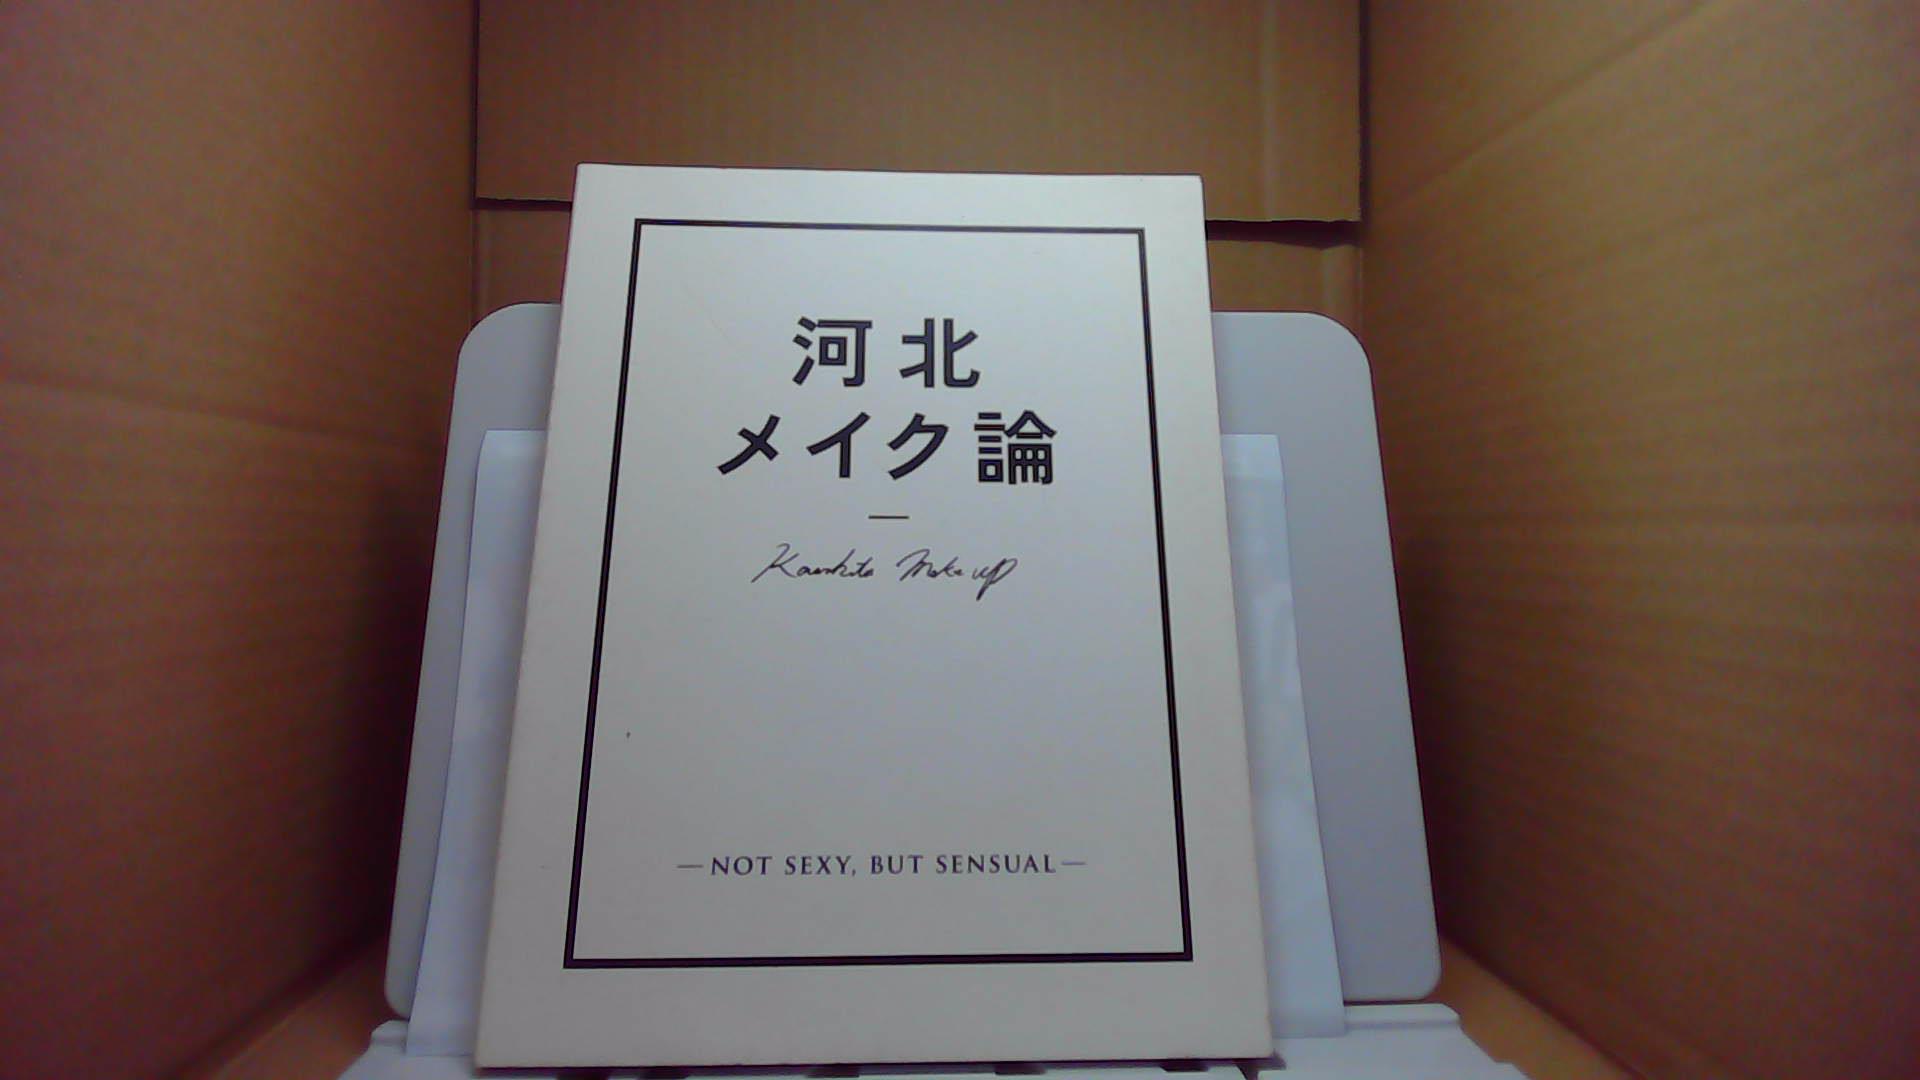 河北
メイク論
Kawakita Make up
—NOT SEXY, BUT SENSUAL—